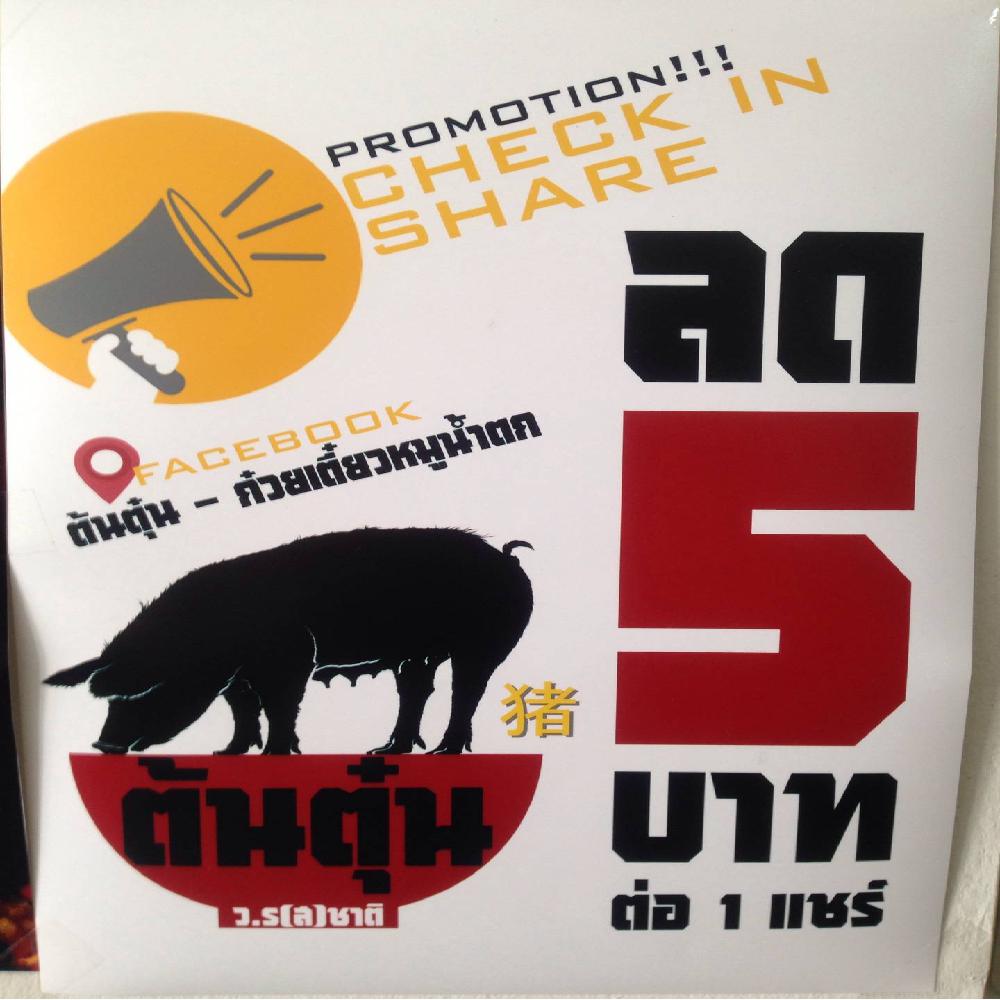 PROMOTION!!!
CHECK IN
SHARE
ลด
5
บาท
ต่อ 1 แชร์
FACEBOOK
ต้นตุ๋น - ก๋วยเตี๋ยวหมูน้ำตก
猪
ต้นตุ๋น
ว.ร(ส)ชาติ